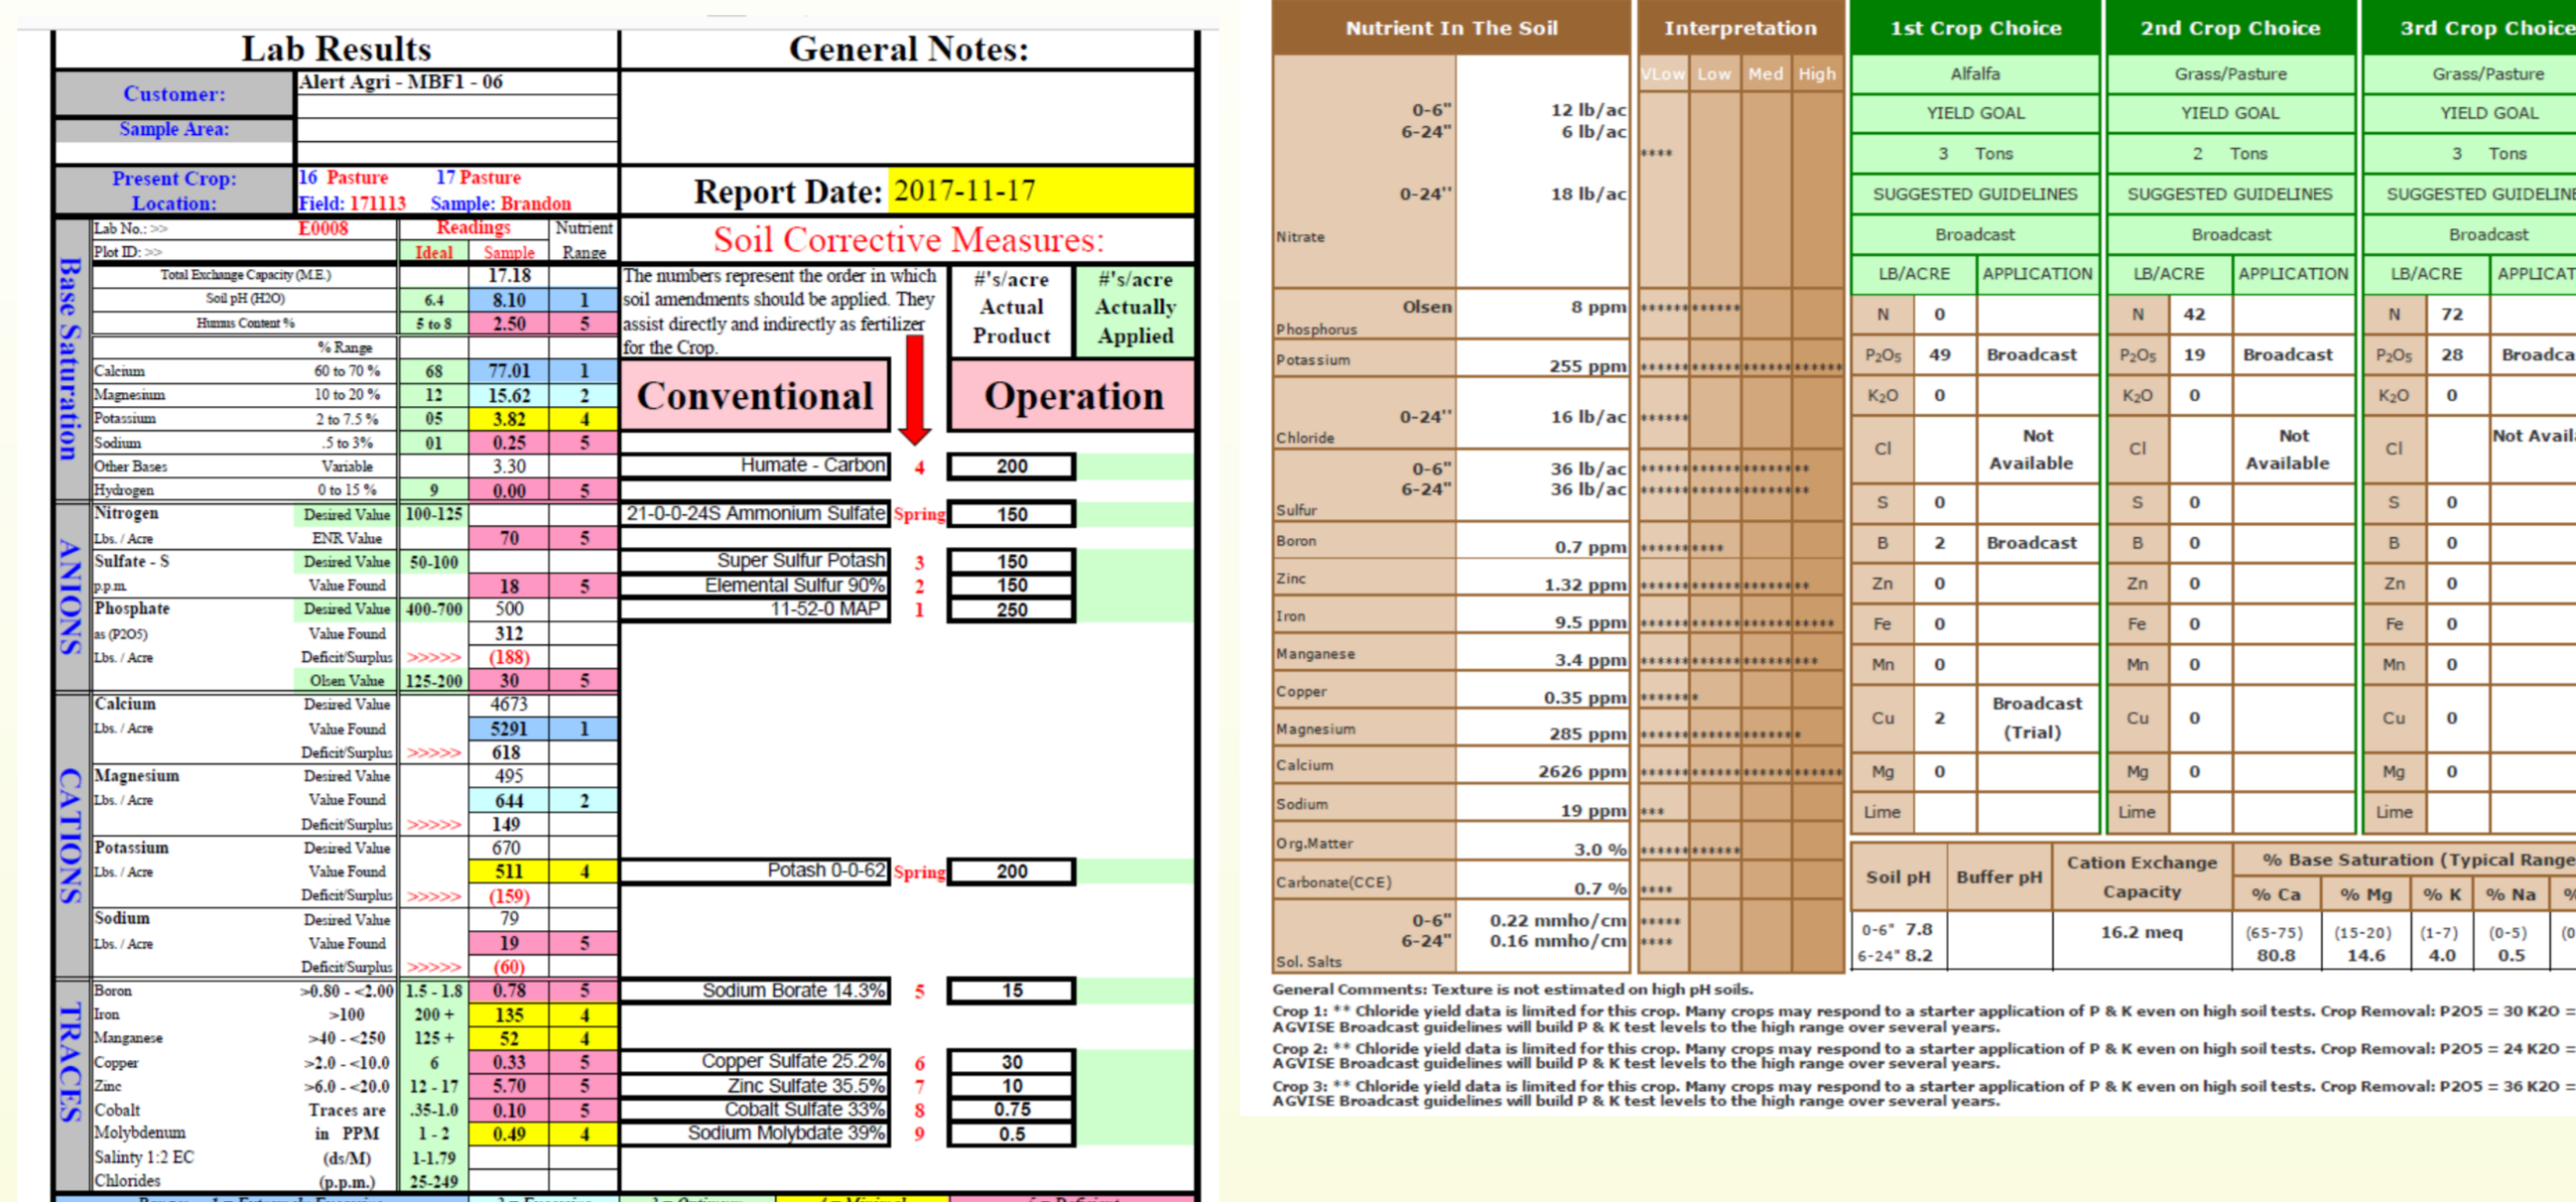 Lab Results
General Notes:
Customer:
Alert Agri - MBF1 - 06
Sample Area:
Present Crop:
16 Pasture 17 Pasture
Location:
Field: 171113 Sample: Brandon
Report Date: 2017-11-17
Base Saturation
Lab No.: >> E0008 Readings Nutrient
Plot ID: >> Ideal Sample Range
Soil Corrective Measures:
Total Exchange Capacity (M.E.) 17.18
Soil pH (H2O) 6.4 8.10 1
Humus Content % 5 to 8 2.50 5
% Range
Calcium 60 to 70 % 68 77.01 1
Magnesium 10 to 20 % 12 15.62 2
Potassium 2 to 7.5 % 05 3.82 4
Sodium .5 to 3% 01 0.25 5
Other Bases Variable 3.30
Hydrogen 0 to 15 % 9 0.00 5
The numbers represent the order in which
soil amendments should be applied. They
assist directly and indirectly as fertilizer
for the Crop.
#'s/acre
Actual
Product
#'s/acre
Actually
Applied
Conventional
Operation
Humate - Carbon 4 200
ANIONS
Nitrogen Desired Value 100-125
Lbs. / Acre ENR Value 70 5
Sulfate - S Desired Value 50-100
p.p.m. Value Found 18 5
Phosphate Desired Value 400-700 500
as (P2O5) Value Found 312
Lbs. / Acre Deficit/Surplus >>>>> (188)
Olsen Value 125-200 30 5
21-0-0-24S Ammonium Sulfate Spring 150
Super Sulfur Potash 3 150
Elemental Sulfur 90% 2 150
11-52-0 MAP 1 250
CATIONS
Calcium Desired Value 4673
Lbs. / Acre Value Found 5291 1
Deficit/Surplus >>>>> 618
Magnesium Desired Value 495
Lbs. / Acre Value Found 644 2
Deficit/Surplus >>>>> 149
Potassium Desired Value 670
Lbs. / Acre Value Found 511 4
Deficit/Surplus >>>>> (159)
Sodium Desired Value 79
Lbs. / Acre Value Found 19 5
Deficit/Surplus >>>>> (60)
Potash 0-0-62 Spring 200
TRACES
Boron >0.80 - <2.00 1.5 - 1.8 0.78 5
Iron >100 200 + 135 4
Manganese >40 - <250 125 + 52 4
Copper >2.0 - <10.0 6 0.33 5
Zinc >6.0 - <20.0 12 - 17 5.70 5
Cobalt Traces are .35-1.0 0.10 5
Molybdenum in PPM 1 - 2 0.49 4
Salinty 1:2 EC (ds/M) 1-1.79
Chlorides (p.p.m.) 25-249
Sodium Borate 14.3% 5 15
Copper Sulfate 25.2% 6 30
Zinc Sulfate 35.5% 7 10
Cobalt Sulfate 33% 8 0.75
Sodium Molybdate 39% 9 0.5
Nutrient In The Soil
Interpretation
VLow Low Med High
0-6" 12 lb/ac
6-24" 6 lb/ac
****
0-24" 18 lb/ac
Nitrate
Olsen 8 ppm ************
Phosphorus
Potassium 255 ppm ************************
0-24" 16 lb/ac ******
Chloride
0-6" 36 lb/ac ********************
6-24" 36 lb/ac ********************
Sulfur
Boron 0.7 ppm **********
Zinc 1.32 ppm ********************
Iron 9.5 ppm ***********************
Manganese 3.4 ppm *********************
Copper 0.35 ppm *******
Magnesium 285 ppm *******************
Calcium 2626 ppm ************************
Sodium 19 ppm ***
Org.Matter 3.0 % ************
Carbonate(CCE) 0.7 % ****
0-6" 0.22 mmho/cm *****
6-24" 0.16 mmho/cm ****
Sol. Salts
1st Crop Choice
Alfalfa
YIELD GOAL
3 Tons
SUGGESTED GUIDELINES
Broadcast
LB/ACRE APPLICATION
N 0
P2O5 49 Broadcast
K2O 0
Cl Not
Available
S 0
B 2 Broadcast
Zn 0
Fe 0
Mn 0
Cu 2 Broadcast
(Trial)
Mg 0
Lime
2nd Crop Choice
Grass/Pasture
YIELD GOAL
2 Tons
SUGGESTED GUIDELINES
Broadcast
LB/ACRE APPLICATION
N 42
P2O5 19 Broadcast
K2O 0
Cl Not
Available
S 0
B 0
Zn 0
Fe 0
Mn 0
Cu 0
Mg 0
Lime
3rd Crop Choice
Grass/Pasture
YIELD GOAL
3 Tons
SUGGESTED
Broadcast
LB/ACRE
N 72
P2O5 28
K2O 0
Cl Not
S 0
B 0
Zn 0
Fe 0
Mn 0
Cu 0
Mg 0
Lime
Soil pH Buffer pH Cation Exchange
Capacity
% Base Saturation (Typical Range
% Ca % Mg % K % Na
0-6" 7.8
6-24" 8.2
16.2 meq
(65-75) (15-20) (1-7) (0-5)
80.8 14.6 4.0 0.5
General Comments: Texture is not estimated on high pH soils.
Crop 1: ** Chloride yield data is limited for this crop. Many crops may respond to a starter application of P & K even on high soil tests. Crop Removal: P2O5 = 30 K2O =
AGVISE Broadcast guidelines will build P & K test levels to the high range over several years.
Crop 2: ** Chloride yield data is limited for this crop. Many crops may respond to a starter application of P & K even on high soil tests. Crop Removal: P2O5 = 24 K2O =
AGVISE Broadcast guidelines will build P & K test levels to the high range over several years.
Crop 3: ** Chloride yield data is limited for this crop. Many crops may respond to a starter application of P & K even on high soil tests. Crop Removal: P2O5 = 36 K2O =
AGVISE Broadcast guidelines will build P & K test levels to the high range over several years.